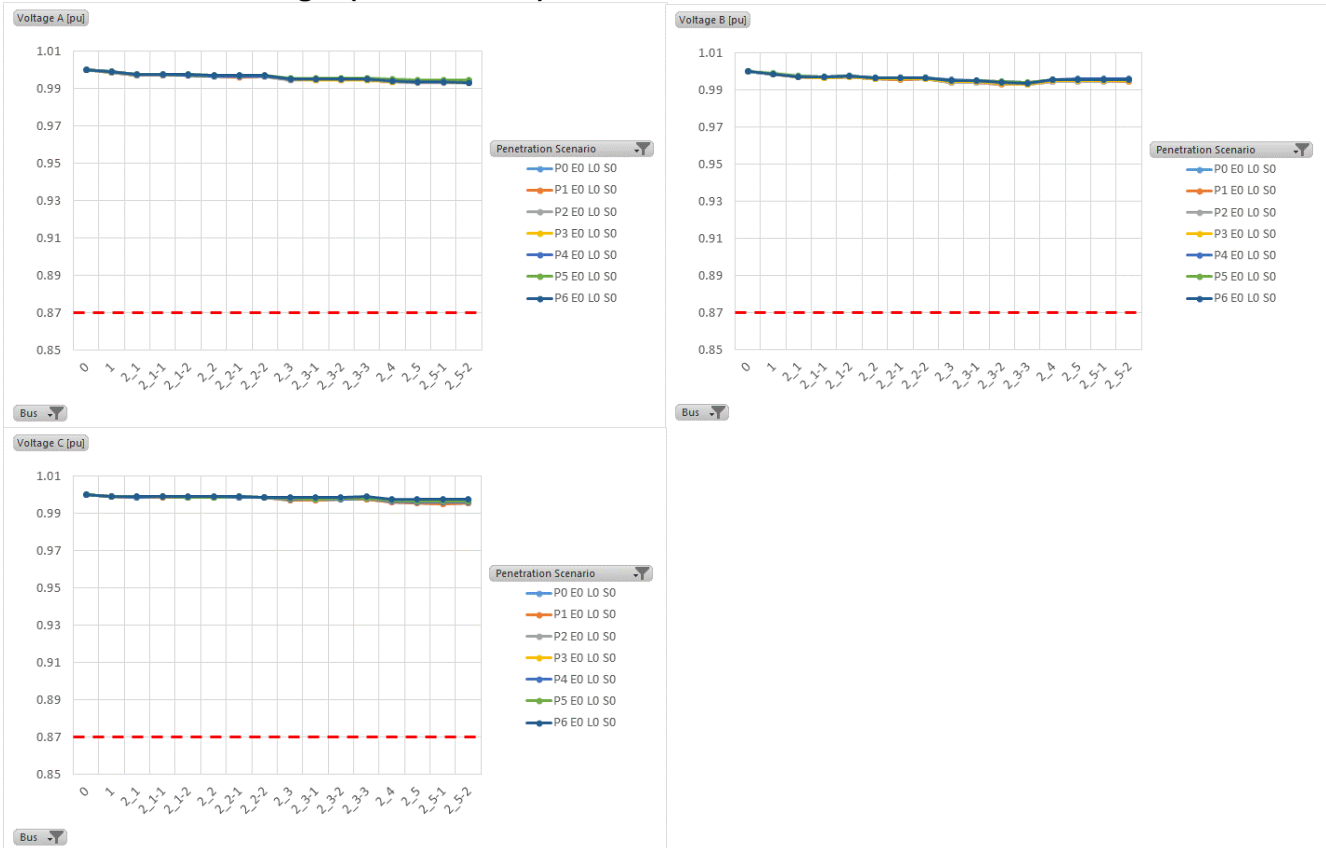 Voltage A [pu]
1.01
0.99
0.97
0.95
0.93
0.91
0.89
0.87
0.85
0
1
2_1
2_1-1
2_1-2
2_2
2_2-1
2_2-2
2_3
2_3-1
2_3-2
2_3-3
2_4
2_5
2_5-1
2_5-2
Penetration Scenario
P0 E0 L0 S0
P1 E0 L0 S0
P2 E0 L0 S0
P3 E0 L0 S0
P4 E0 L0 S0
P5 E0 L0 S0
P6 E0 L0 S0
Bus
Voltage B [pu]
1.01
0.99
0.97
0.95
0.93
0.91
0.89
0.87
0.85
0
1
2_1
2_1-1
2_1-2
2_2
2_2-1
2_2-2
2_3
2_3-1
2_3-2
2_3-3
2_4
2_5
2_5-1
2_5-2
Penetration Scenario
P0 E0 L0 S0
P1 E0 L0 S0
P2 E0 L0 S0
P3 E0 L0 S0
P4 E0 L0 S0
P5 E0 L0 S0
P6 E0 L0 S0
Bus
Voltage C [pu]
1.01
0.99
0.97
0.95
0.93
0.91
0.89
0.87
0.85
0
1
2_1
2_1-1
2_1-2
2_2
2_2-1
2_2-2
2_3
2_3-1
2_3-2
2_3-3
2_4
2_5
2_5-1
2_5-2
Penetration Scenario
P0 E0 L0 S0
P1 E0 L0 S0
P2 E0 L0 S0
P3 E0 L0 S0
P4 E0 L0 S0
P5 E0 L0 S0
P6 E0 L0 S0
Bus